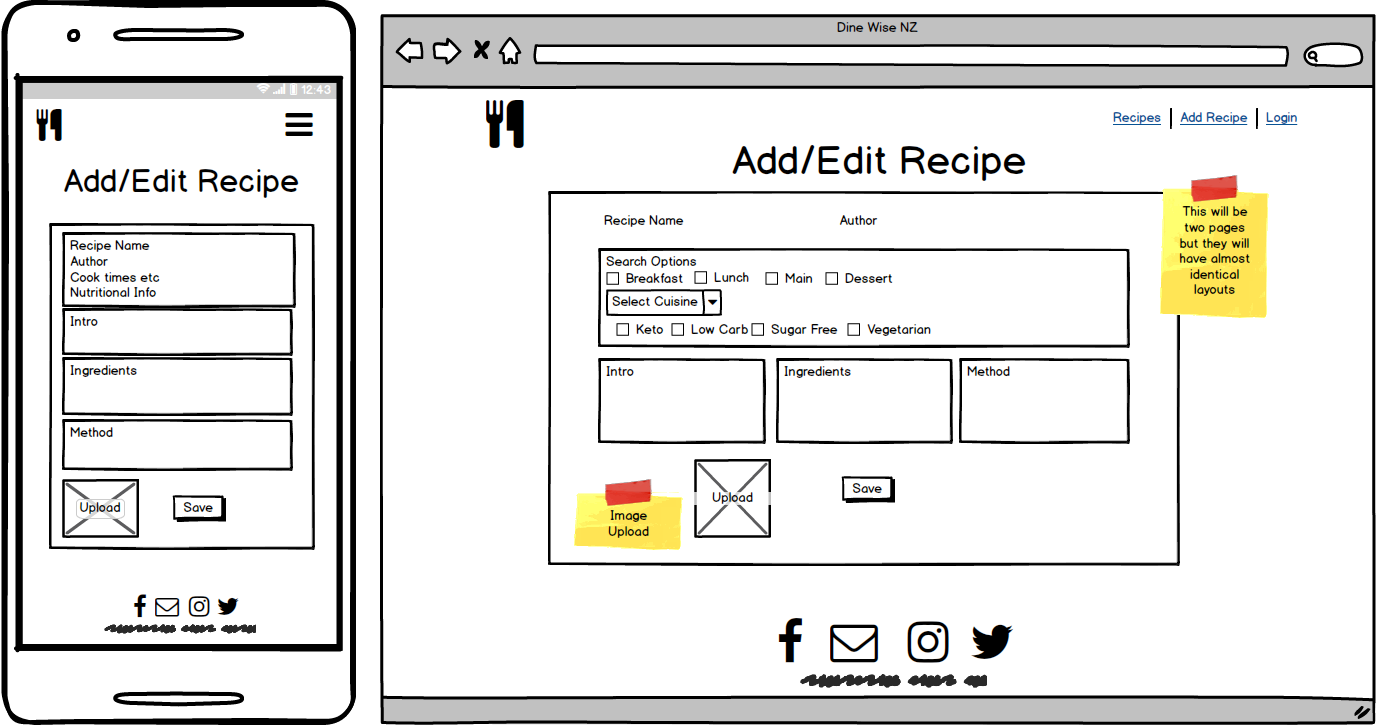 12:43
Add/Edit Recipe
Recipe Name
Author
Cook times etc
Nutritional Info
Intro
Ingredients
Method
Upload
Save
Dine Wise NZ
Recipes Add Recipe Login
Add/Edit Recipe
This will be
two pages
but they will
have almost
identical
layouts
Recipe Name Author
Search Options
Breakfast Lunch Main Dessert
Select Cuisine
Keto Low Carb Sugar Free Vegetarian
Intro Ingredients Method
Upload
Save
Image
Upload